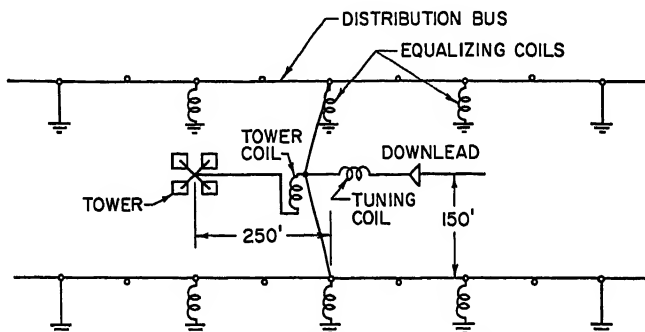 DISTRIBUTION BUS
EQUALIZING COILS
TOWER
COIL
DOWNLEAD
TOWER
TUNING
COIL
250'
150'